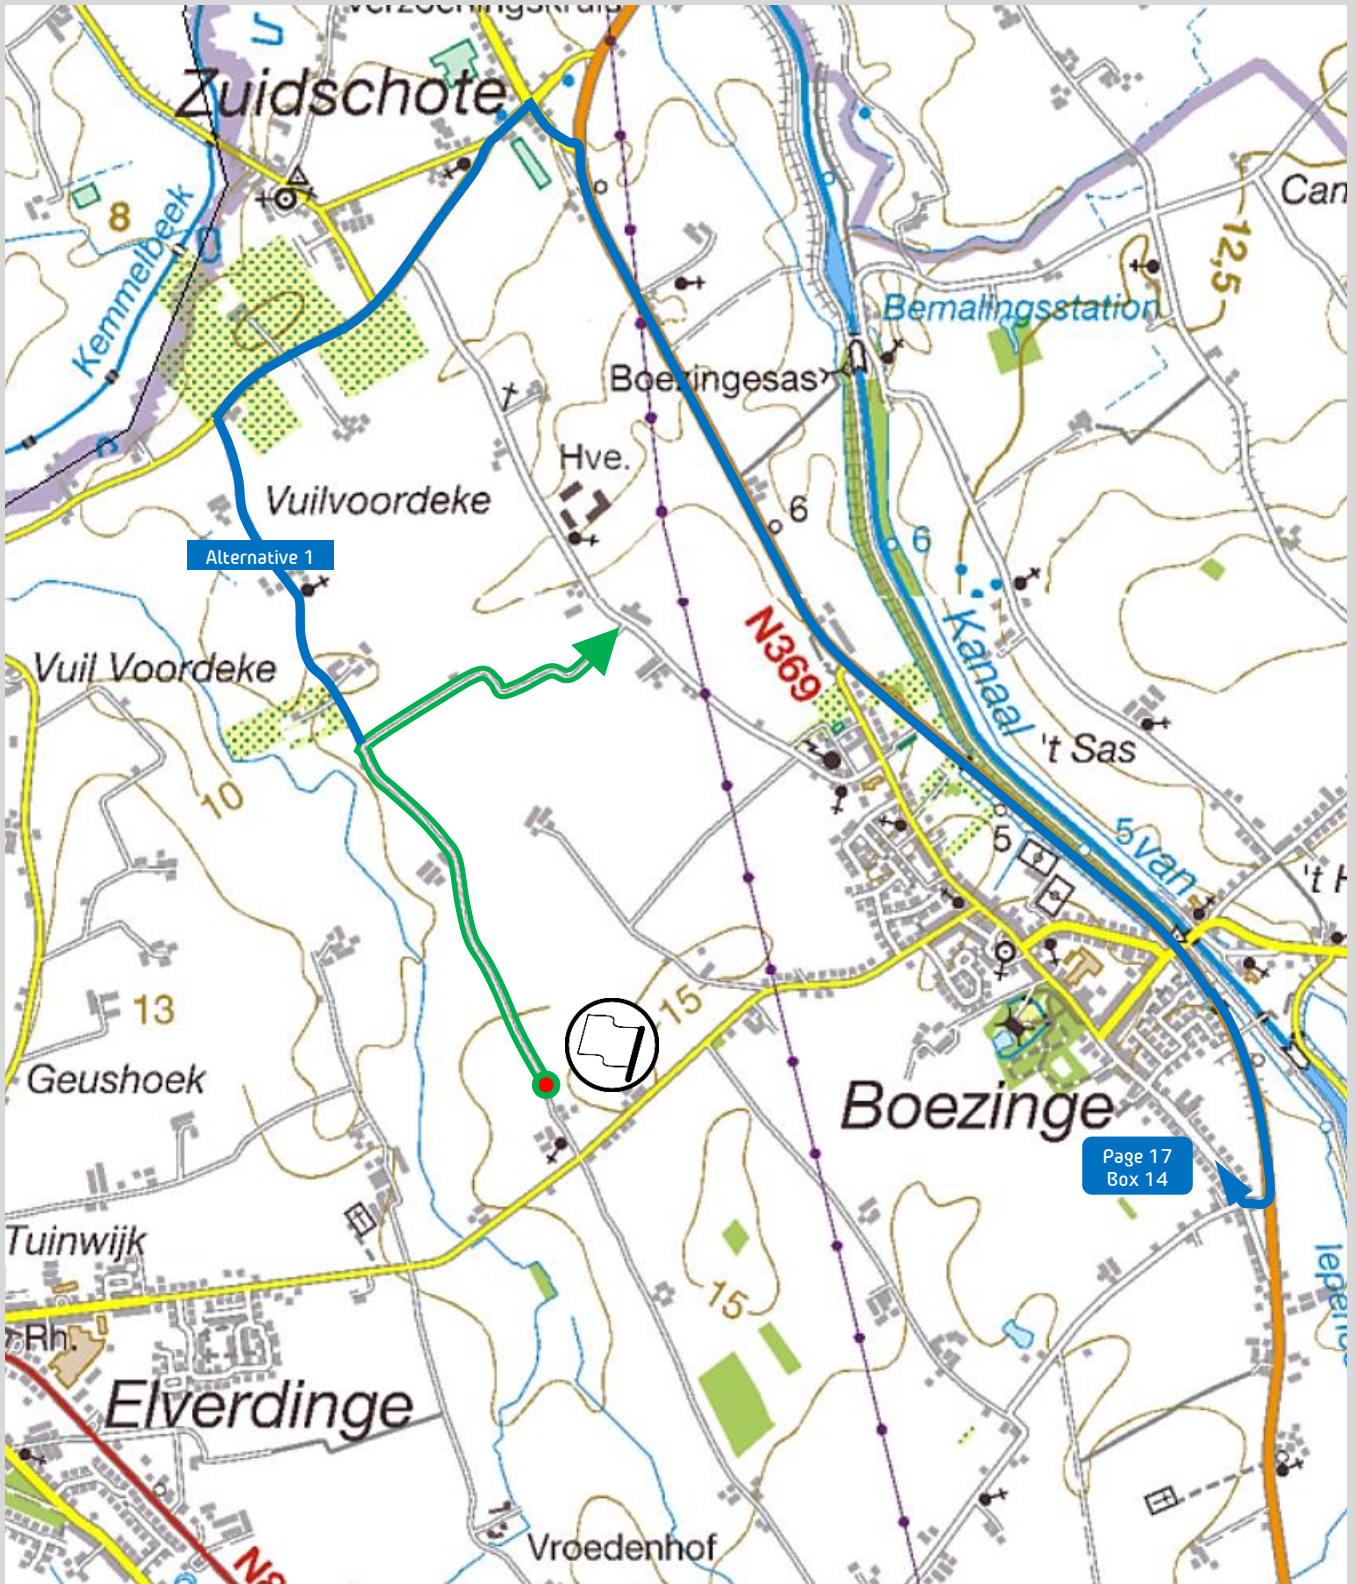 Zuidschote
Kemmelbeek
8
12,5
Bemalingsstation
Boezingesas
Hve.
Vuilvoordeke
6
6
Alternative 1
N369
Kanaal
Vuil Voordeke
't Sas
10
5
5
van
13
15
Geushoek
Boezinge
Page 17
Box 14
Tuinwijk
15
Rh.
Elverdinge
Vroedenhof